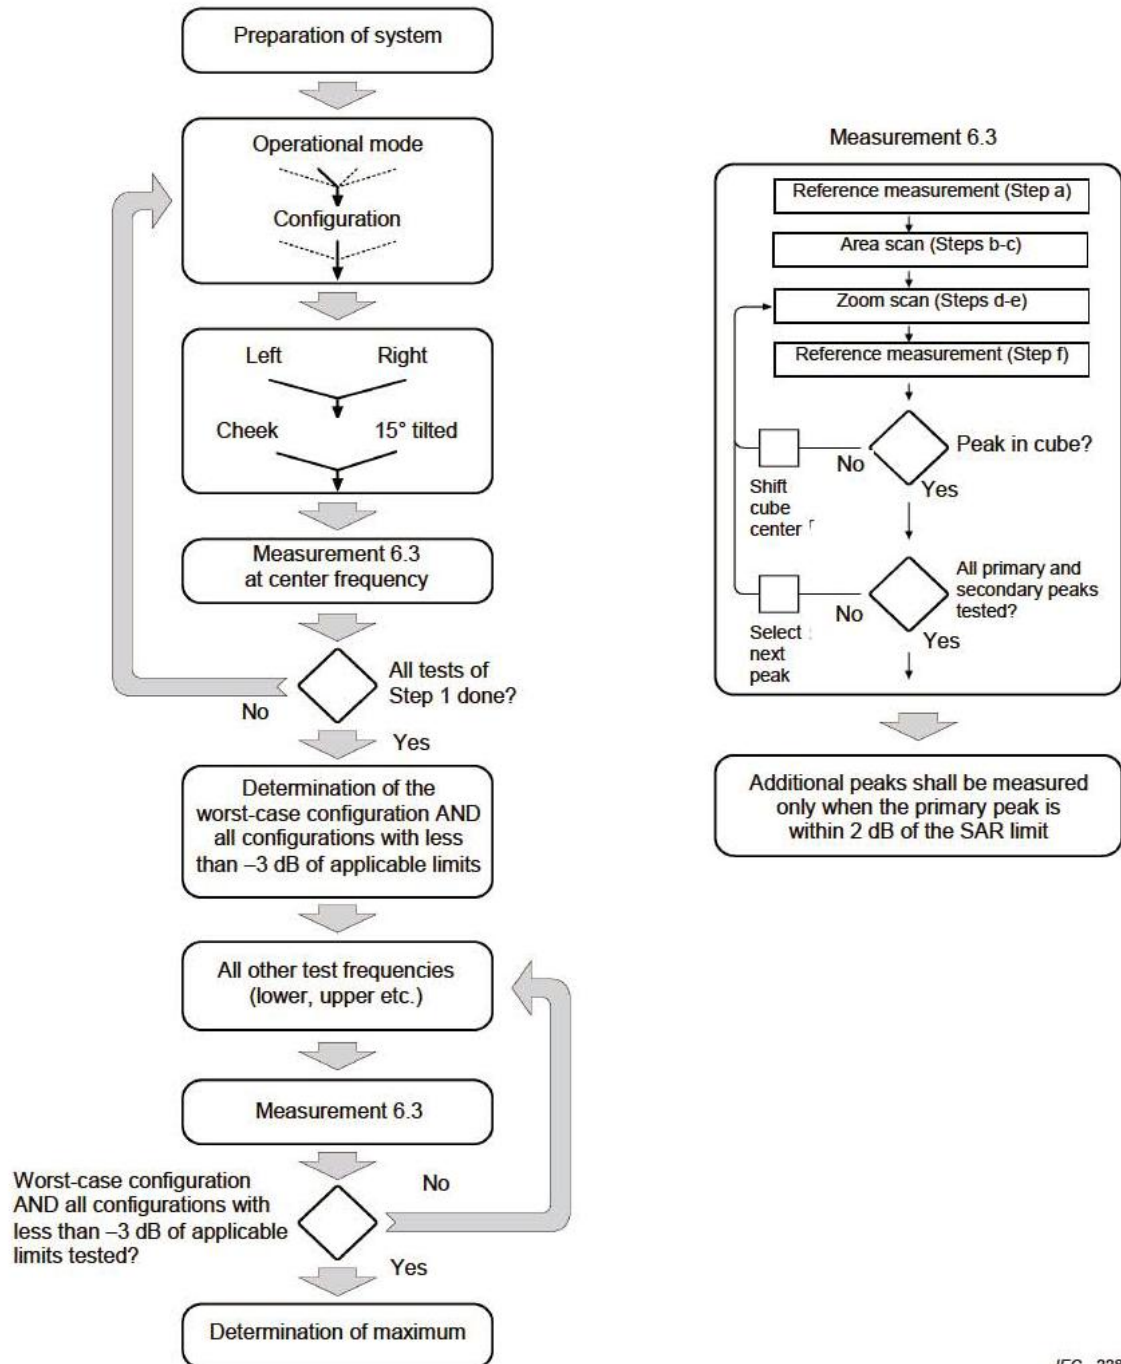 Preparation of system
Operational mode
Configuration
Left Right
Cheek 15° tilted
Measurement 6.3
at center frequency
All tests of
Step 1 done?
No
Yes
Determination of the
worst-case configuration AND
all configurations with less
than –3 dB of applicable limits
All other test frequencies
(lower, upper etc.)
Measurement 6.3
Worst-case configuration
AND all configurations with
less than –3 dB of applicable
limits tested?
No
Yes
Determination of maximum
Measurement 6.3
Reference measurement (Step a)
Area scan (Steps b-c)
Zoom scan (Steps d-e)
Reference measurement (Step f)
Peak in cube?
No
Yes
Shift
cube
center
All primary and
secondary peaks
tested?
No
Yes
Select
next
peak
Additional peaks shall be measured
only when the primary peak is
within 2 dB of the SAR limit